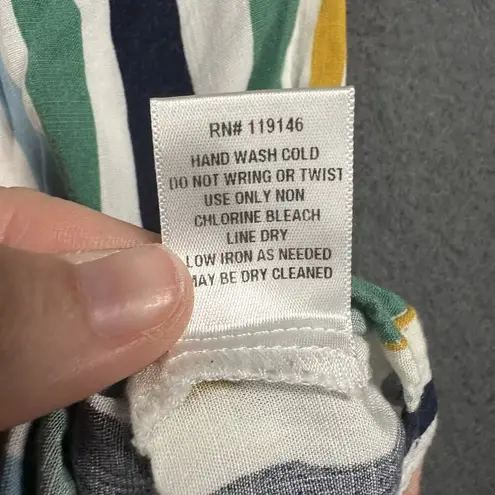 RN# 119146
HAND WASH COLD
DO NOT WRING OR TWIST
USE ONLY NON
CHLORINE BLEACH
LINE DRY
LOW IRON AS NEEDED
MAY BE DRY CLEANED